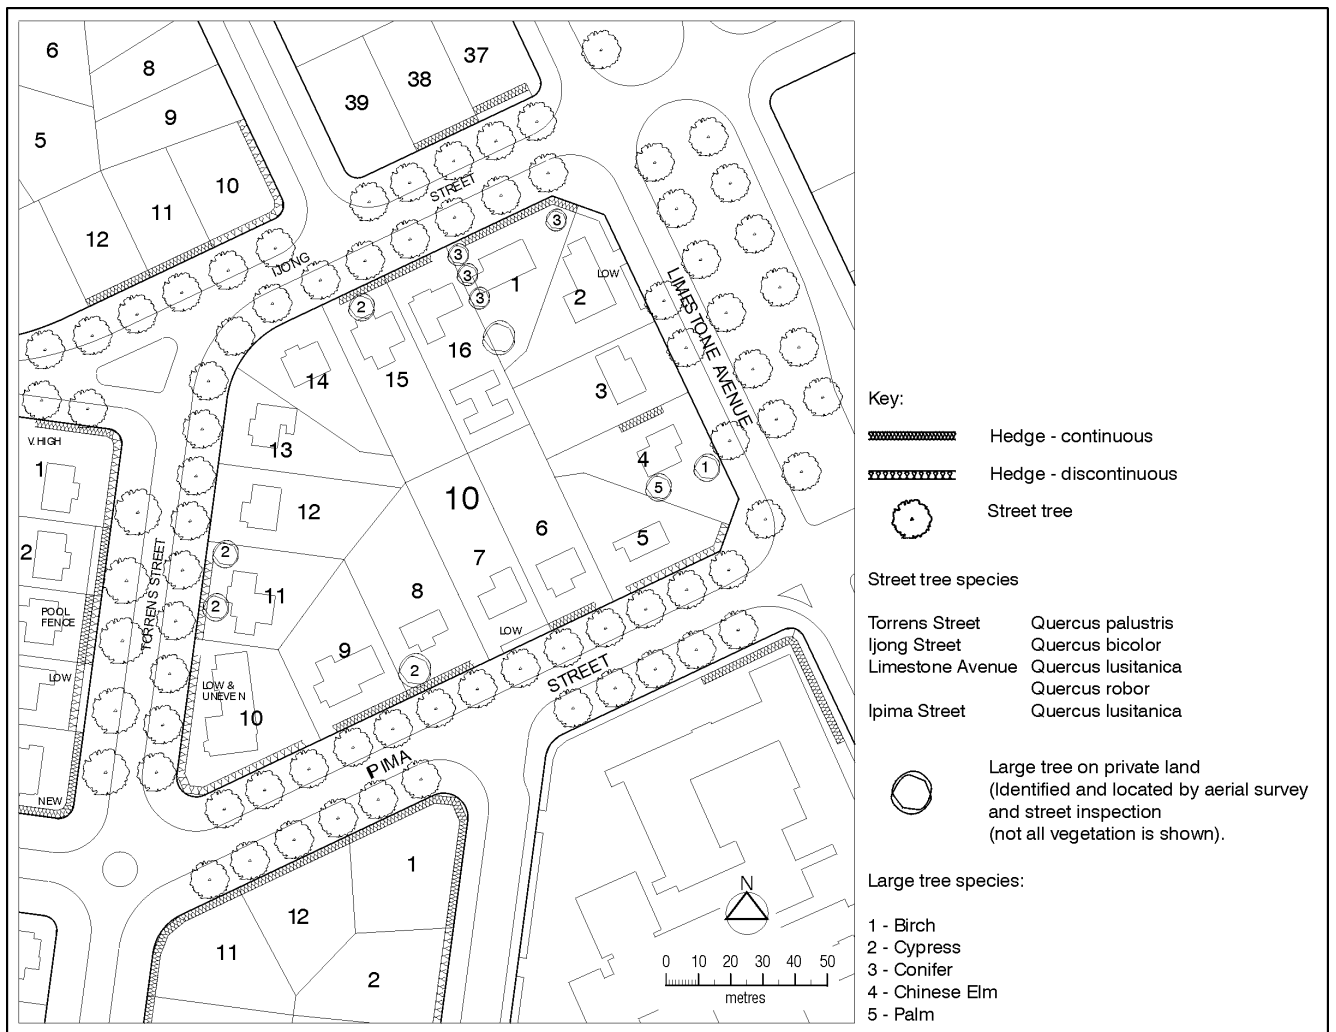 6
8
37
38
9
39
5
10
STREET
11
12
3
IJONG
3
LOW
3
1
2
2
3
LIMESTONE AVENUE
16
14
15
3
Key:
13
V.HIGH
Hedge - continuous
1
4
1
Hedge - discontinuous
5
10
12
Street tree
6
5
2
2
7
TORRENS STREET
Street tree species
8
11
2
POOL
FENCE
Torrens Street Quercus palustris
LOW
Ijong Street Quercus bicolor
9
Limestone Avenue Quercus lusitanica
2
STREET
LOW
LOW &
UNEVEN
Quercus robor
10
Ipima Street Quercus lusitanica
PIMA
Large tree on private land
NEW
(Identified and located by aerial survey
and street inspection
(not all vegetation is shown).
1
N
Large tree species:
12
1 - Birch
11
2 - Cypress
2
0 10 20 30 40 50
3 - Conifer
metres
4 - Chinese Elm
5 - Palm